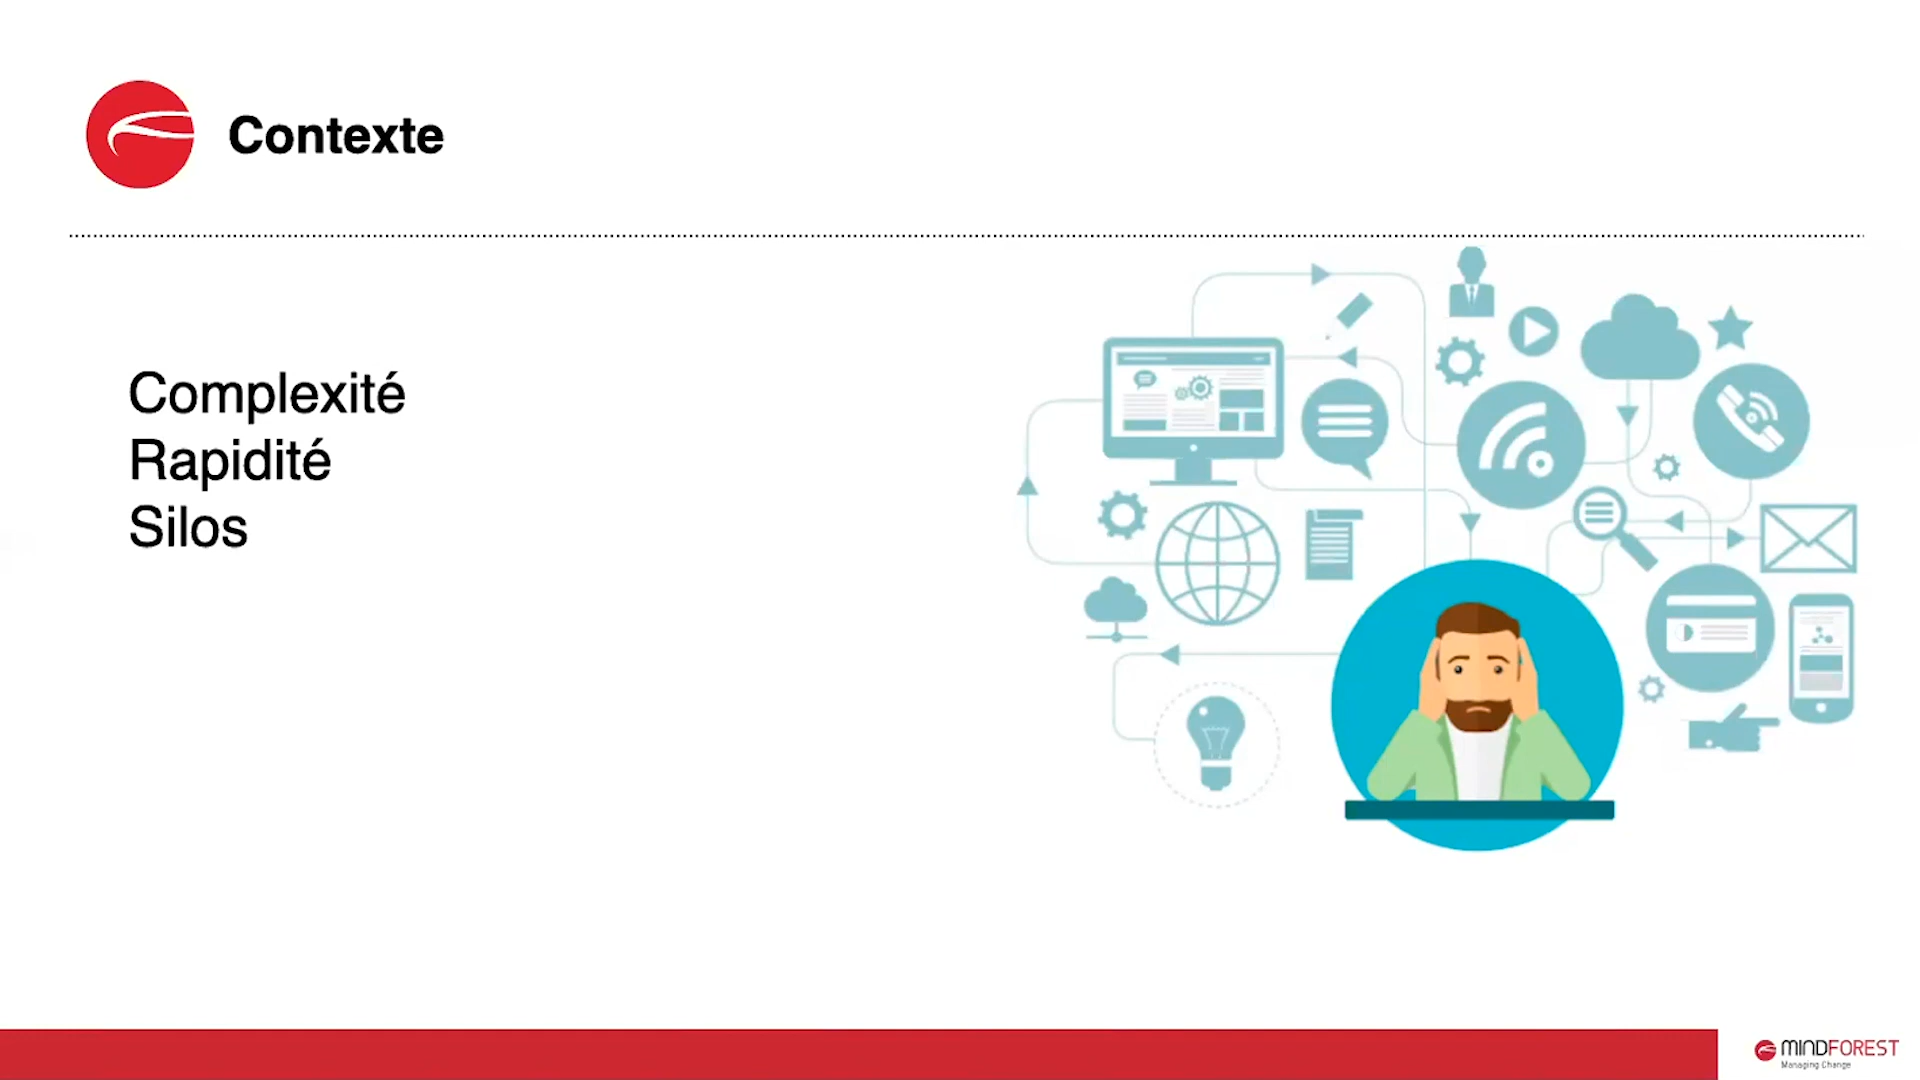 Contexte
Complexité
Rapidité
Silos
MINDFOREST
Managing Change